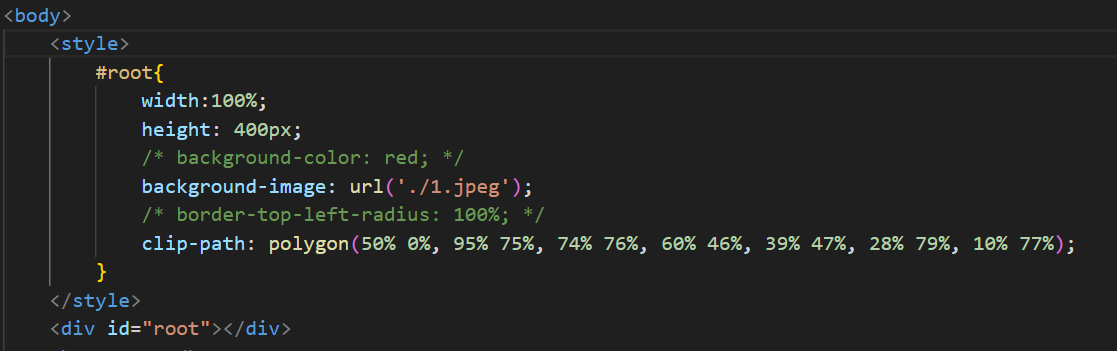 <body>
<style>
#root{
width:100%;
height: 400px;
/* background-color: red; */
background-image: url('./1.jpeg');
/* border-top-left-radius: 100%; */
clip-path: polygon(50% 0%, 95% 75%, 74% 76%, 60% 46%, 39% 47%, 28% 79%, 10% 77%);
}
</style>
<div id="root"></div>